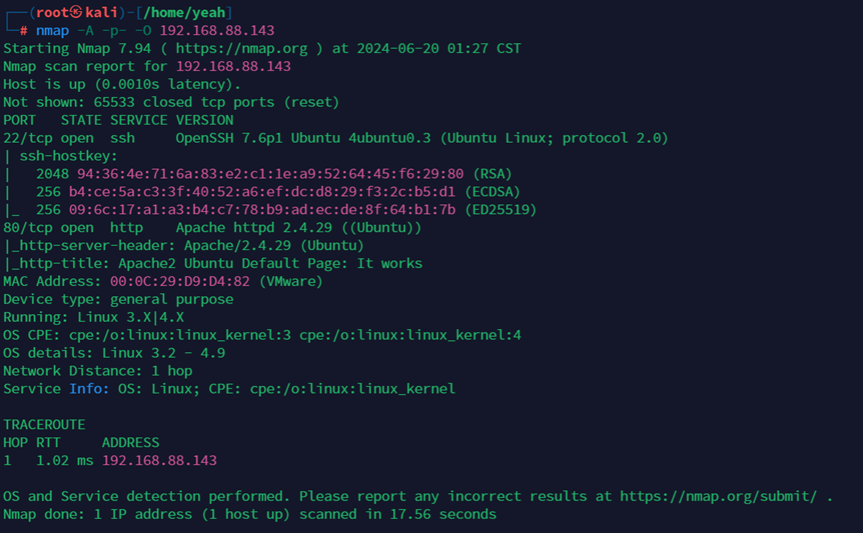 ┌──(root㉿kali)-[/home/yeah]
└─# nmap -A -p- -O 192.168.88.143
Starting Nmap 7.94 ( https://nmap.org ) at 2024-06-20 01:27 CST
Nmap scan report for 192.168.88.143
Host is up (0.0010s latency).
Not shown: 65533 closed tcp ports (reset)
PORT   STATE SERVICE VERSION
22/tcp open  ssh     OpenSSH 7.6p1 Ubuntu 4ubuntu0.3 (Ubuntu Linux; protocol 2.0)
| ssh-hostkey:
|   2048 94:36:4e:71:6a:83:e2:c1:1e:a9:52:64:45:f6:29:80 (RSA)
|   256 b4:ce:5a:c3:3f:40:52:a6:ef:dc:d8:29:f3:2c:b5:d1 (ECDSA)
|_  256 09:6c:17:a1:a3:b4:c7:78:b9:ad:ec:de:8f:64:b1:7b (ED25519)
80/tcp open  http    Apache httpd 2.4.29 ((Ubuntu))
|_http-server-header: Apache/2.4.29 (Ubuntu)
|_http-title: Apache2 Ubuntu Default Page: It works
MAC Address: 00:0C:29:D9:D4:82 (VMware)
Device type: general purpose
Running: Linux 3.X|4.X
OS CPE: cpe:/o:linux:linux_kernel:3 cpe:/o:linux:linux_kernel:4
OS details: Linux 3.2 - 4.9
Network Distance: 1 hop
Service Info: OS: Linux; CPE: cpe:/o:linux:linux_kernel

TRACEROUTE
HOP RTT     ADDRESS
1   1.02 ms 192.168.88.143

OS and Service detection performed. Please report any incorrect results at https://nmap.org/submit/ .
Nmap done: 1 IP address (1 host up) scanned in 17.56 seconds